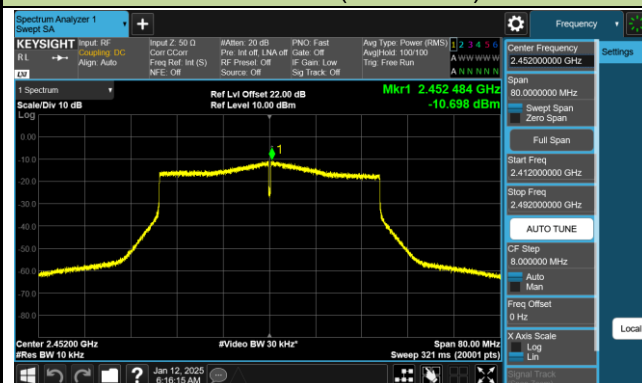 Spectrum Analyzer 1
Swept SA
Frequency
KEYSIGHT
RL
LXI
Input: RF
Coupling: DC
Align: Auto
Input Z: 50 Ω
Corr CCorr
Freq Ref: Int (S)
NFE: Off
#Atten: 20 dB
Pre: Int off, LNA off
RF Presel: Off
Source: Off
PNO: Fast
Gate: Off
IF Gain: Low
Sig Track: Off
Avg Type: Power (RMS)
Avg|Hold: 100/100
Trig: Free Run
1 2 3 4 5 6
A W W W W W
A N N N N N
1 Spectrum
Scale/Div 10 dB
Log
Ref Lvl Offset 22.00 dB
Ref Level 10.00 dBm
Mkr1 2.452 484 GHz
-10.698 dBm
0.00
-10.0
-20.0
-30.0
-40.0
-50.0
-60.0
-70.0
-80.0
1
Center 2.45200 GHz
#Res BW 10 kHz
#Video BW 30 kHz*
Span 80.00 MHz
Sweep 321 ms (20001 pts)
Jan 12, 2025
6:16:15 AM
Center Frequency
2.452000000 GHz
Span
80.0000000 MHz
Swept Span
Zero Span
Full Span
Start Freq
2.412000000 GHz
Stop Freq
2.492000000 GHz
AUTO TUNE
CF Step
8.000000 MHz
Auto
Man
Freq Offset
0 Hz
X Axis Scale
Log
Lin
Signal Track
Settings
Local